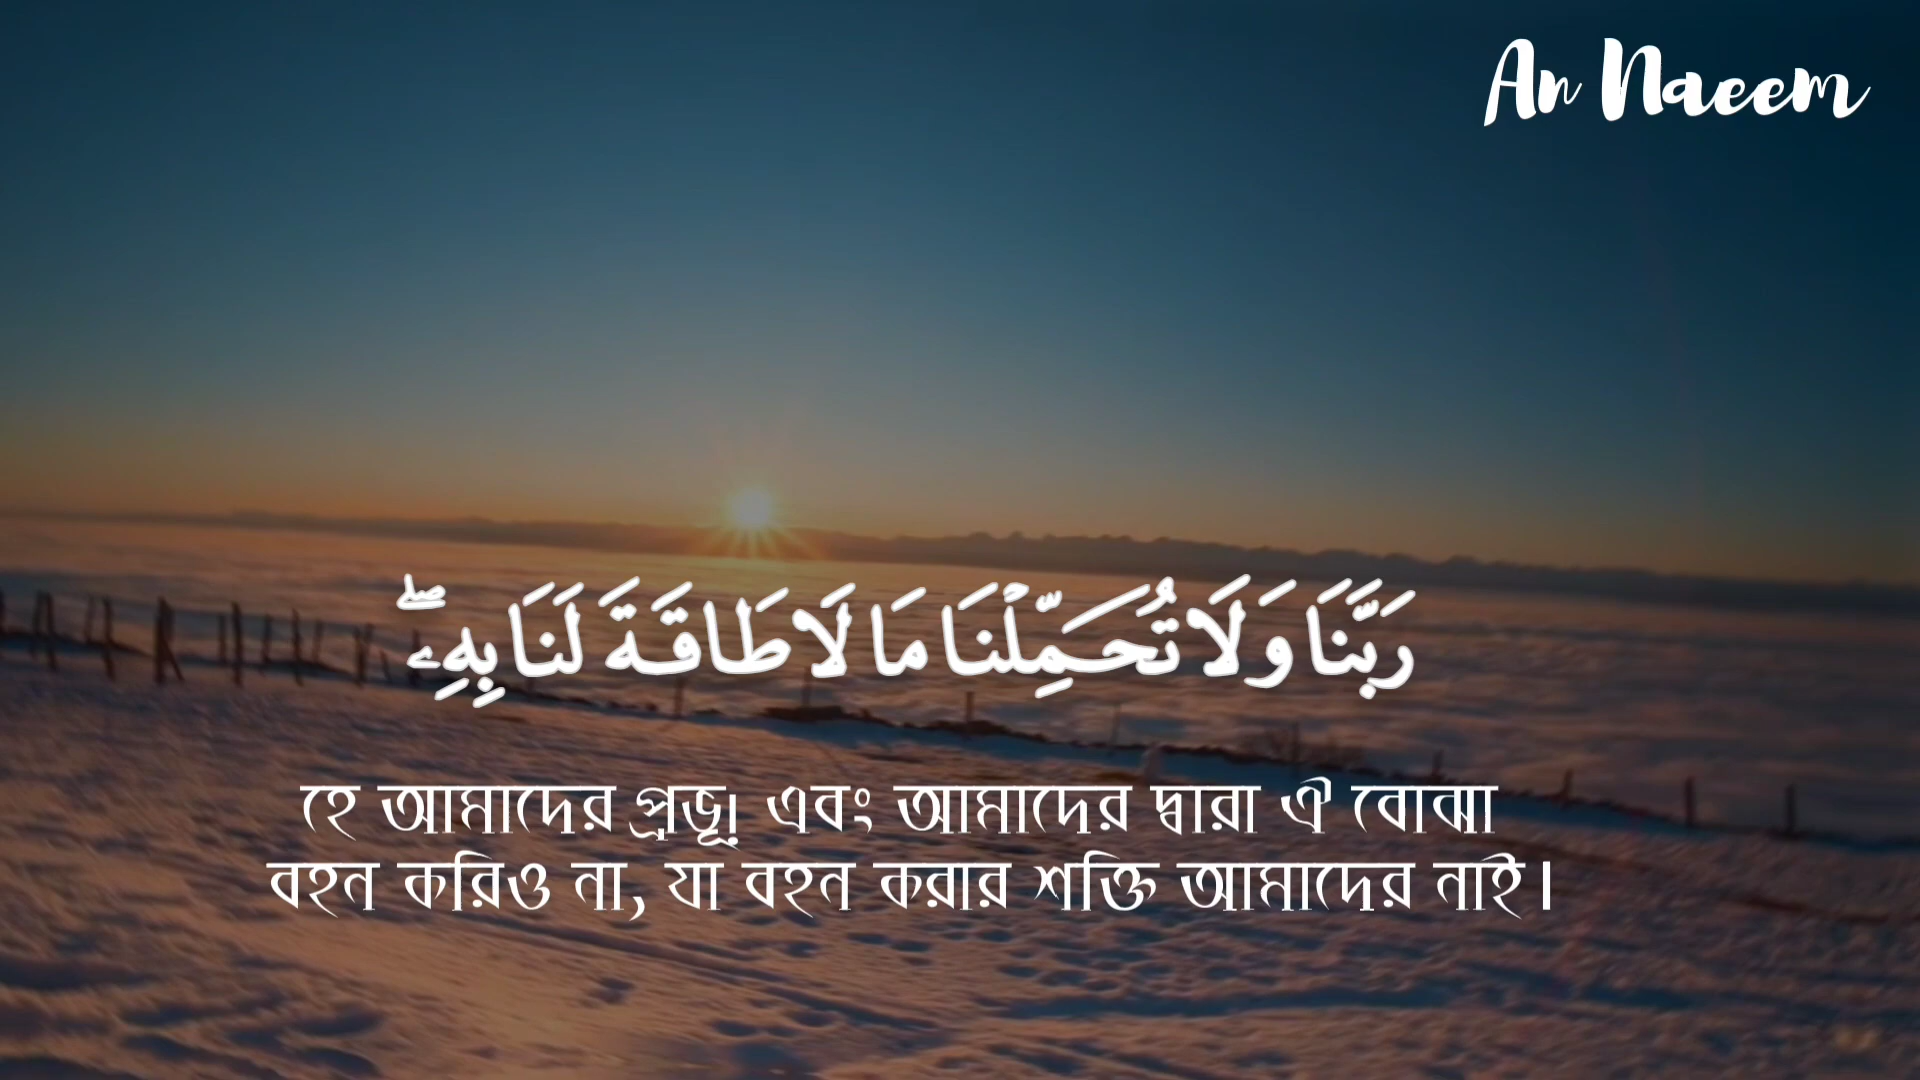 An Naeem
رَبَّنَا وَلَا تُحَمِّلْنَا مَا لَا طَاقَةَ لَنَا بِهِۦۖ
হে আমাদের প্রভূ! এবং আমাদের দ্বারা ঐ বোঝা
বহন করিও না, যা বহন করার শক্তি আমাদের নাই।